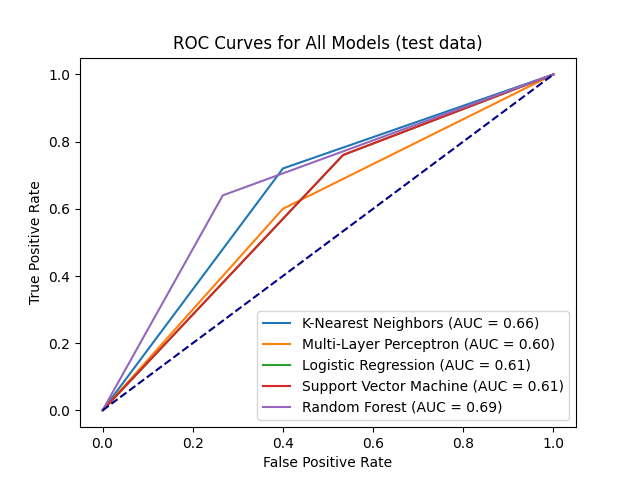 ROC Curves for All Models (test data)
True Positive Rate
1.0
0.8
0.6
0.4
0.2
0.0
K-Nearest Neighbors (AUC = 0.66)
Multi-Layer Perceptron (AUC = 0.60)
Logistic Regression (AUC = 0.61)
Support Vector Machine (AUC = 0.61)
Random Forest (AUC = 0.69)
0.0 0.2 0.4 0.6 0.8 1.0
False Positive Rate